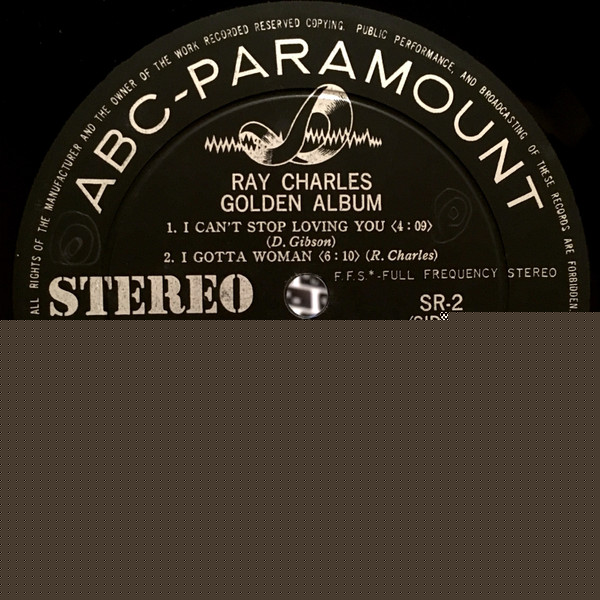 ALL RIGHTS OF THE MANUFACTURER AND THE OWNER OF THE WORK RECORDED RESERVED COPYING, PUBLIC PERFORMANCE, AND BROADCASTING OF THESE RECORDS ARE FORBIDDEN.
ABC-PARAMOUNT
RAY CHARLES
GOLDEN ALBUM
1. I CAN'T STOP LOVING YOU 〈4:09〉
(D. Gibson)
2. I GOTTA WOMAN 〈6:10〉 (R. Charles)
F.F.S.*-FULL FREQUENCY STEREO
STEREO
SR-2